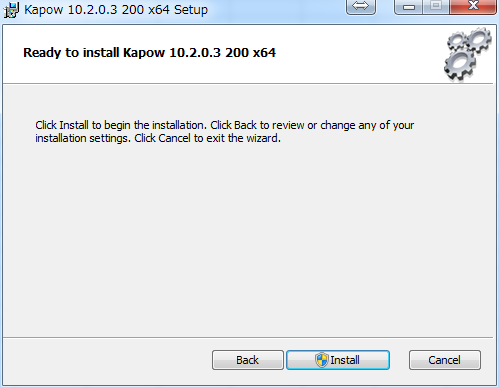 Kapow 10.2.0.3 200 x64 Setup
Ready to install Kapow 10.2.0.3 200 x64
Click Install to begin the installation. Click Back to review or change any of your
installation settings. Click Cancel to exit the wizard.
Back
Install
Cancel